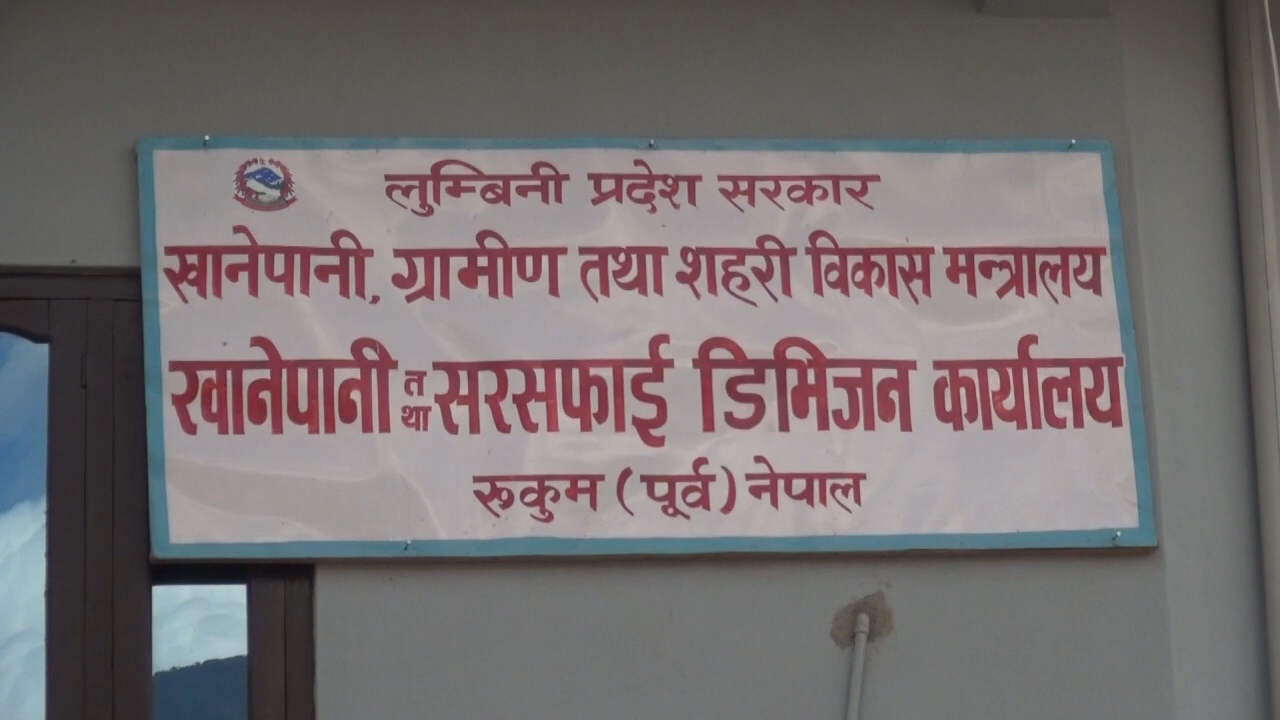 लुम्बिनी प्रदेश सरकार
खानेपानी, ग्रामीण तथा शहरी विकास मन्त्रालय
खानेपानी तथा सरसफाई डिभिजन कार्यालय
रूकुम (पूर्व) नेपाल